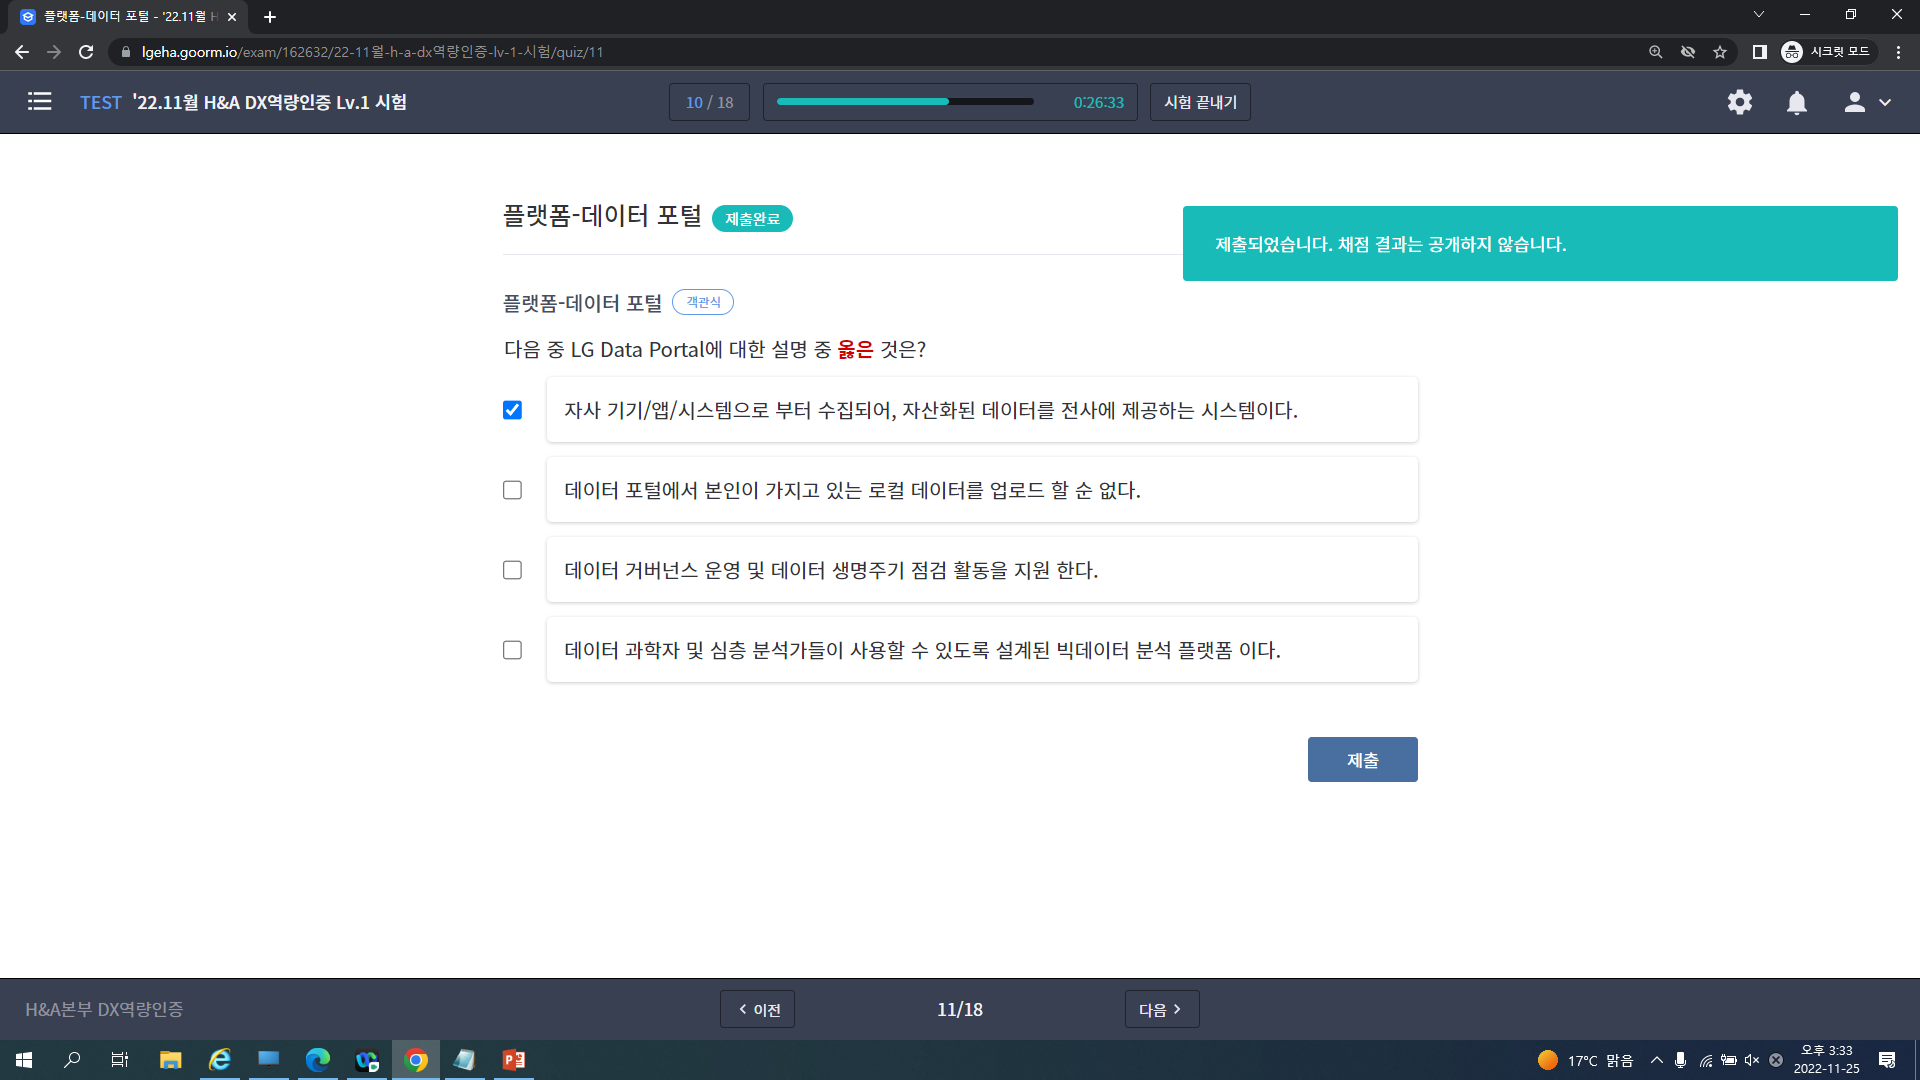 플랫폼-데이터 포털 - '22.11월 H
lgeha.goorm.io/exam/162632/22-11월-h-a-dx역량인증-lv-1-시험/quiz/11
시크릿 모드
TEST '22.11월 H&A DX역량인증 Lv.1 시험
10 / 18
0:26:33
시험 끝내기
플랫폼-데이터 포털 제출완료
제출되었습니다. 채점 결과는 공개하지 않습니다.
플랫폼-데이터 포털 객관식
다음 중 LG Data Portal에 대한 설명 중 옳은 것은?
자사 기기/앱/시스템으로 부터 수집되어, 자산화된 데이터를 전사에 제공하는 시스템이다.
데이터 포털에서 본인이 가지고 있는 로컬 데이터를 업로드 할 순 없다.
데이터 거버넌스 운영 및 데이터 생명주기 점검 활동을 지원 한다.
데이터 과학자 및 심층 분석가들이 사용할 수 있도록 설계된 빅데이터 분석 플랫폼 이다.
제출
H&A본부 DX역량인증
이전
11/18
다음
17°C 맑음
오후 3:33
2022-11-25